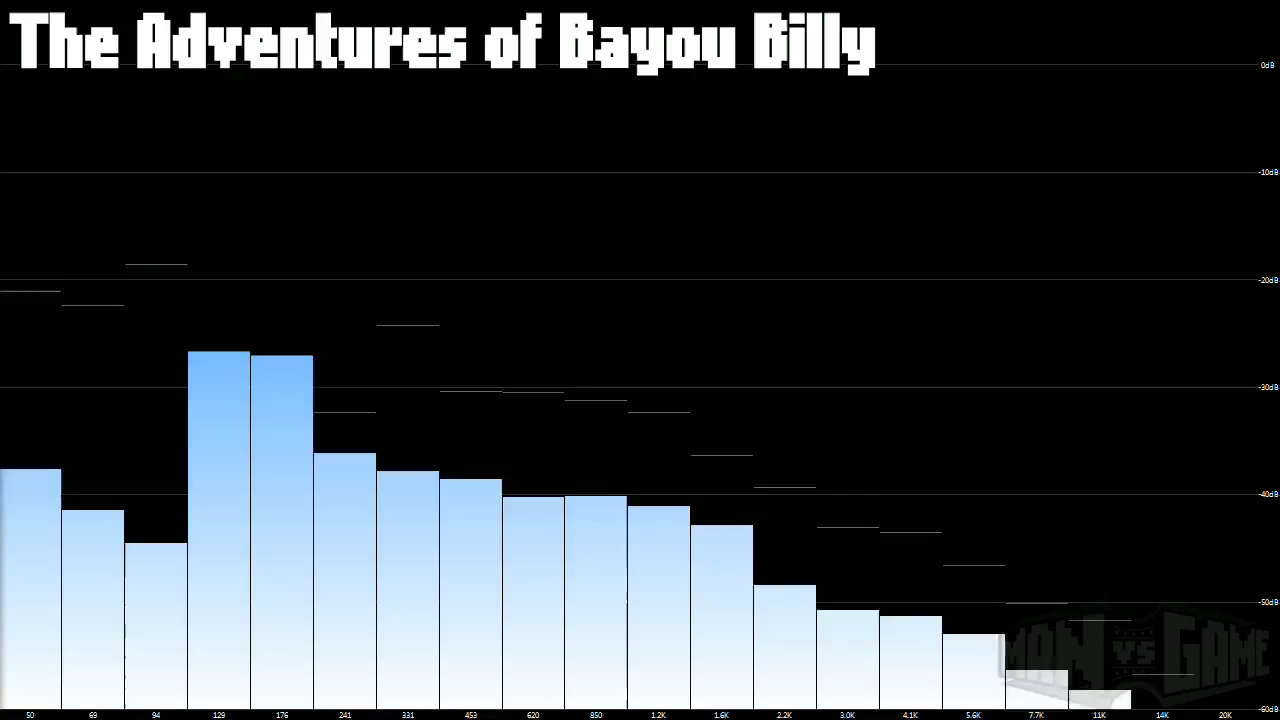 The Adventures of Bayou Billy
0dB
-10dB
-20dB
-30dB
-40dB
-50dB
MAN VS GAME
-60dB
50 69 94 129 176 241 331 453 620 850 1.2K 1.6K 2.2K 3.0K 4.1K 5.6K 7.7K 11K 14K 20K